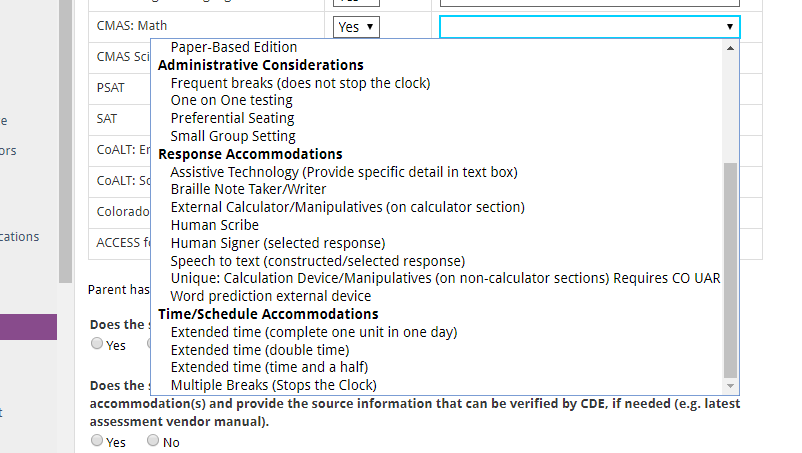 CMAS: Math
Yes
Paper-Based Edition
Administrative Considerations
CMAS Sci
Frequent breaks (does not stop the clock)
PSAT
One on One testing
Preferential Seating
SAT
Small Group Setting
CoALT:
Response Accommodations
Assistive Technology (Provide specific detail in text box)
CoALT:
Braille Note Taker/Writer
External Calculator/Manipulatives (on calculator section)
Colorado
Human Scribe
Human Signer (selected response)
ACCESS
Speech to text (constructed/selected response)
Unique: Calculation Device/Manipulatives (on non-calculator sections) Requires CO UAR
Parent has
Word prediction external device
Time/Schedule Accommodations
Does the
Extended time (complete one unit in one day)
Yes
Extended time (double time)
Extended time (time and a half)
Does the
Multiple Breaks (Stops the Clock)
accommodation(s) and provide the source information that can be verified by CDE, if needed (e.g. latest
assessment vendor manual).
Yes No
ors
cations